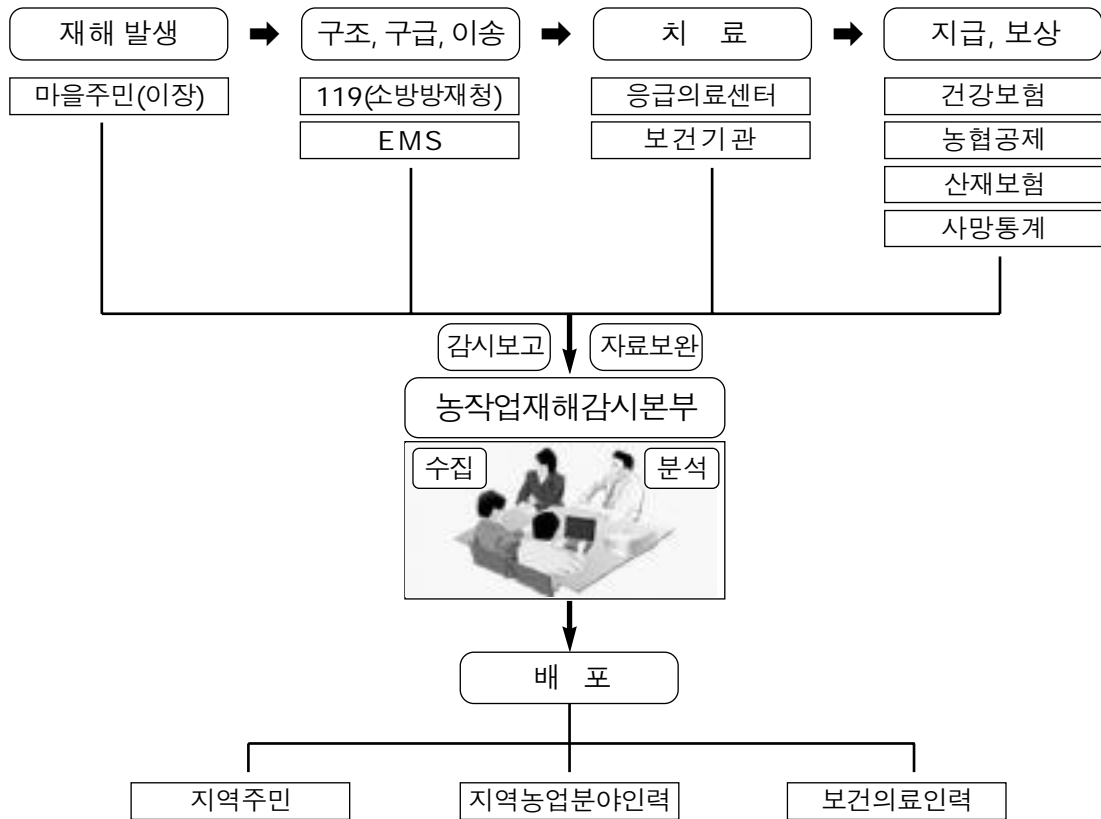 재해 발생
구조, 구급, 이송
치 료
지급, 보상
마을주민(이장)
119(소방방재청)
응급의료센터
건강보험
EMS
보건기관
농협공제
산재보험
사망통계
감시보고
자료보완
농작업재해감시본부
수집
분석
배 포
지역주민
지역농업분야인력
보건의료인력